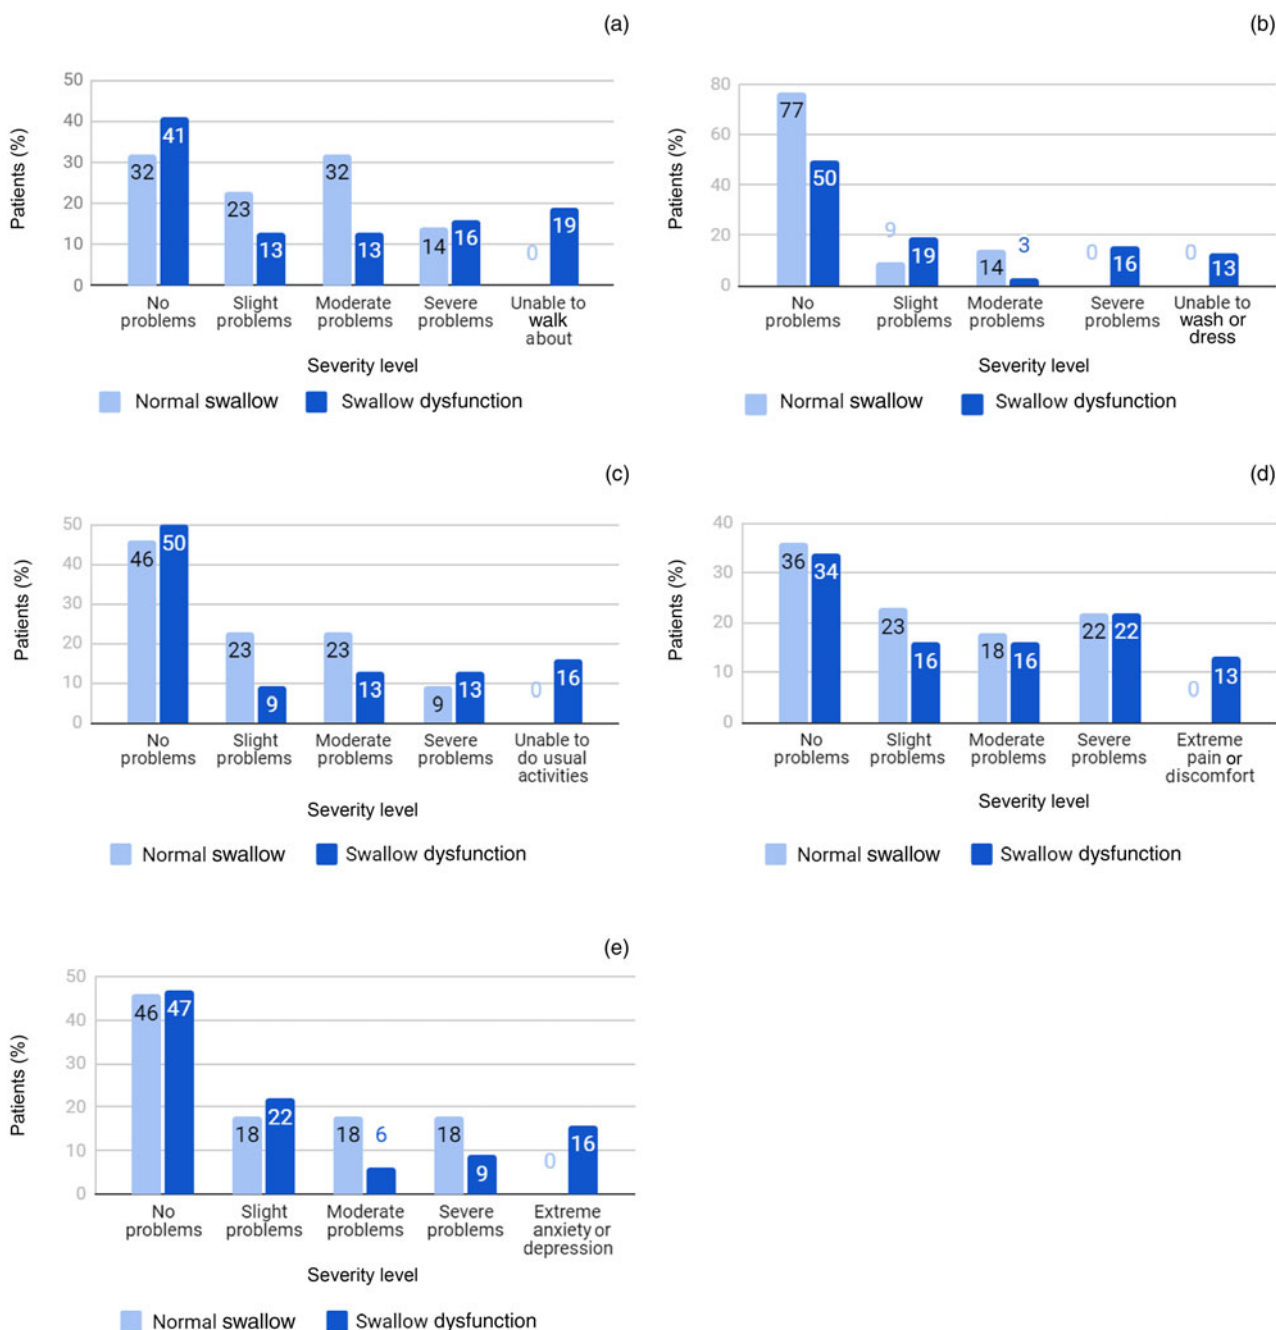 (a)
Patients (%)
50
40
30
20
10
0
32
41
23
13
32
13
14
16
0
19
No problems
Slight problems
Moderate problems
Severe problems
Unable to walk about
Severity level
Normal swallow
Swallow dysfunction
(b)
Patients (%)
80
60
40
20
0
77
50
9
19
14
3
0
16
0
13
No problems
Slight problems
Moderate problems
Severe problems
Unable to wash or dress
Severity level
Normal swallow
Swallow dysfunction
(c)
Patients (%)
50
40
30
20
10
0
46
50
23
9
23
13
9
13
0
16
No problems
Slight problems
Moderate problems
Severe problems
Unable to do usual activities
Severity level
Normal swallow
Swallow dysfunction
(d)
Patients (%)
40
30
20
10
0
36
34
23
16
18
16
22
22
0
13
No problems
Slight problems
Moderate problems
Severe problems
Extreme pain or discomfort
Severity level
Normal swallow
Swallow dysfunction
(e)
Patients (%)
50
40
30
20
10
0
46
47
18
22
18
6
18
9
0
16
No problems
Slight problems
Moderate problems
Severe problems
Extreme anxiety or depression
Severity level
Normal swallow
Swallow dysfunction